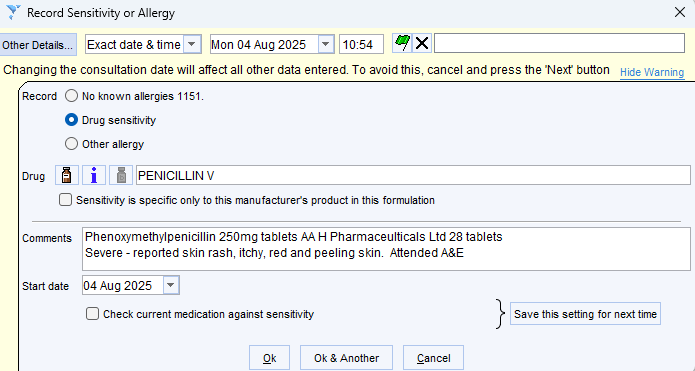 Record Sensitivity or Allergy
Other Details... Exact date & time Mon 04 Aug 2025 10:54
Changing the consultation date will affect all other data entered. To avoid this, cancel and press the 'Next' button Hide Warning
Record No known allergies 1151.
Drug sensitivity
Other allergy
Drug PENICILLIN V
Sensitivity is specific only to this manufacturer's product in this formulation
Comments Phenoxymethylpenicillin 250mg tablets AA H Pharmaceulticals Ltd 28 tablets
Severe - reported skin rash, itchy, red and peeling skin. Attended A&E
Start date 04 Aug 2025
Check current medication against sensitivity Save this setting for next time
Ok Ok & Another Cancel